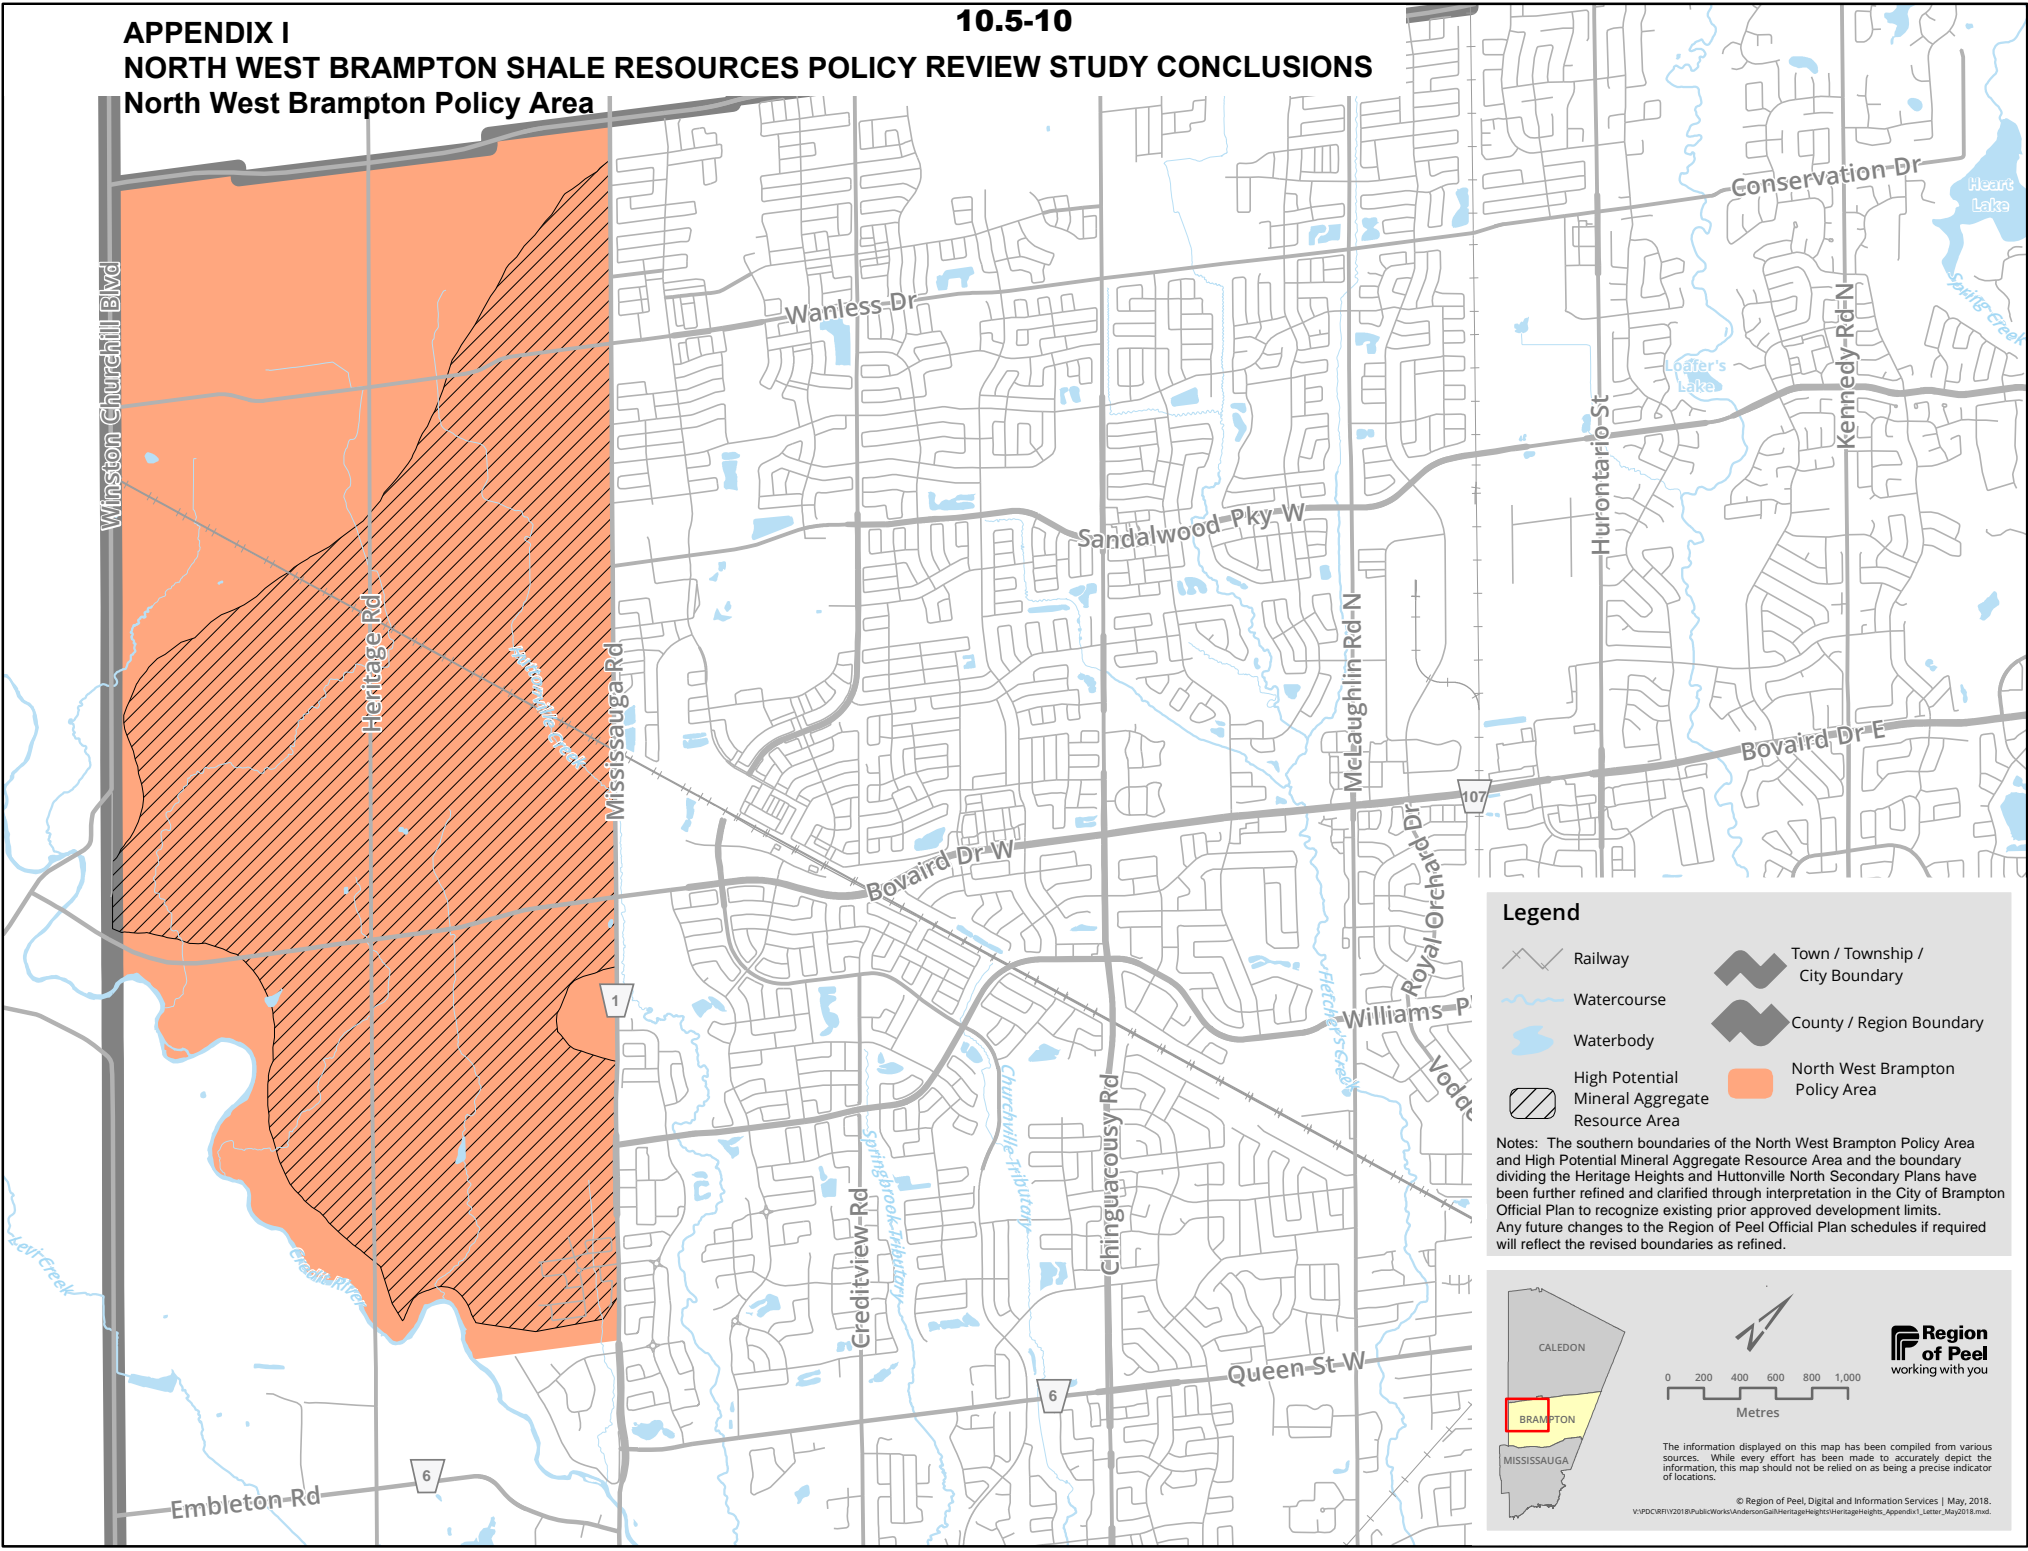 10.5-10
APPENDIX I
NORTH WEST BRAMPTON SHALE RESOURCES POLICY REVIEW STUDY CONCLUSIONS
North West Brampton Policy Area
Conservation Dr
Heart
Lake
Spring Creek
Wanless Dr
Winston Churchill Blvd
Kennedy Rd N
Loafer's
Lake
Hurontario St
Sandalwood Pky W
Heritage Rd
Huttonville Creek
Mississauga Rd
McLaughlin Rd N
Bovaird Dr E
107
Royal Orchard Dr
Bovaird Dr W
1
Fletcher's Creek
Williams P
Vodde
Churchville Tributary
Chinguacousy Rd
Springbrook Tributary
Creditview Rd
Levi Creek
Credit River
Queen St W
6
6
Embleton Rd
Legend
Railway
Watercourse
Waterbody
High Potential
Mineral Aggregate
Resource Area
Town / Township /
City Boundary
County / Region Boundary
North West Brampton
Policy Area
Notes: The southern boundaries of the North West Brampton Policy Area
and High Potential Mineral Aggregate Resource Area and the boundary
dividing the Heritage Heights and Huttonville North Secondary Plans have
been further refined and clarified through interpretation in the City of Brampton
Official Plan to recognize existing prior approved development limits.
Any future changes to the Region of Peel Official Plan schedules if required
will reflect the revised boundaries as refined.
CALEDON
BRAMPTON
MISSISSAUGA
0 200 400 600 800 1,000
Metres
Region
of Peel
working with you
The information displayed on this map has been compiled from various
sources. While every effort has been made to accurately depict the
information, this map should not be relied on as being a precise indicator
of locations.
© Region of Peel, Digital and Information Services | May, 2018.
V:\PDC\RFI\Y2018\PublicWorks\AndersonGail\HeritageHeights\HeritageHeights_Appendix1_Letter_May2018.mxd.